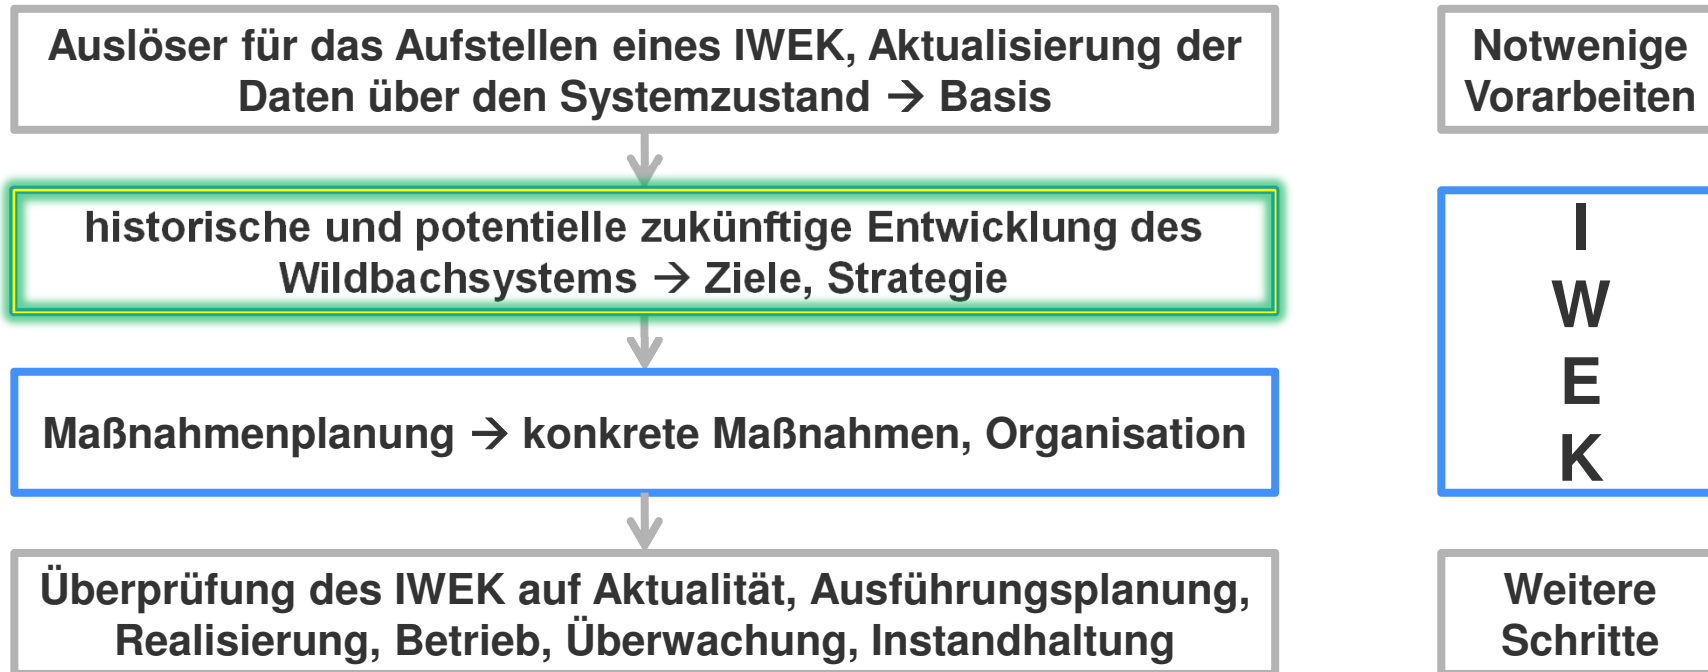 Auslöser für das Aufstellen eines IWEK, Aktualisierung der
Daten über den Systemzustand → Basis
Notwenige
Vorarbeiten
historische und potentielle zukünftige Entwicklung des
Wildbachsystems → Ziele, Strategie
Maßnahmenplanung → konkrete Maßnahmen, Organisation
I
W
E
K
Überprüfung des IWEK auf Aktualität, Ausführungsplanung,
Realisierung, Betrieb, Überwachung, Instandhaltung
Weitere
Schritte